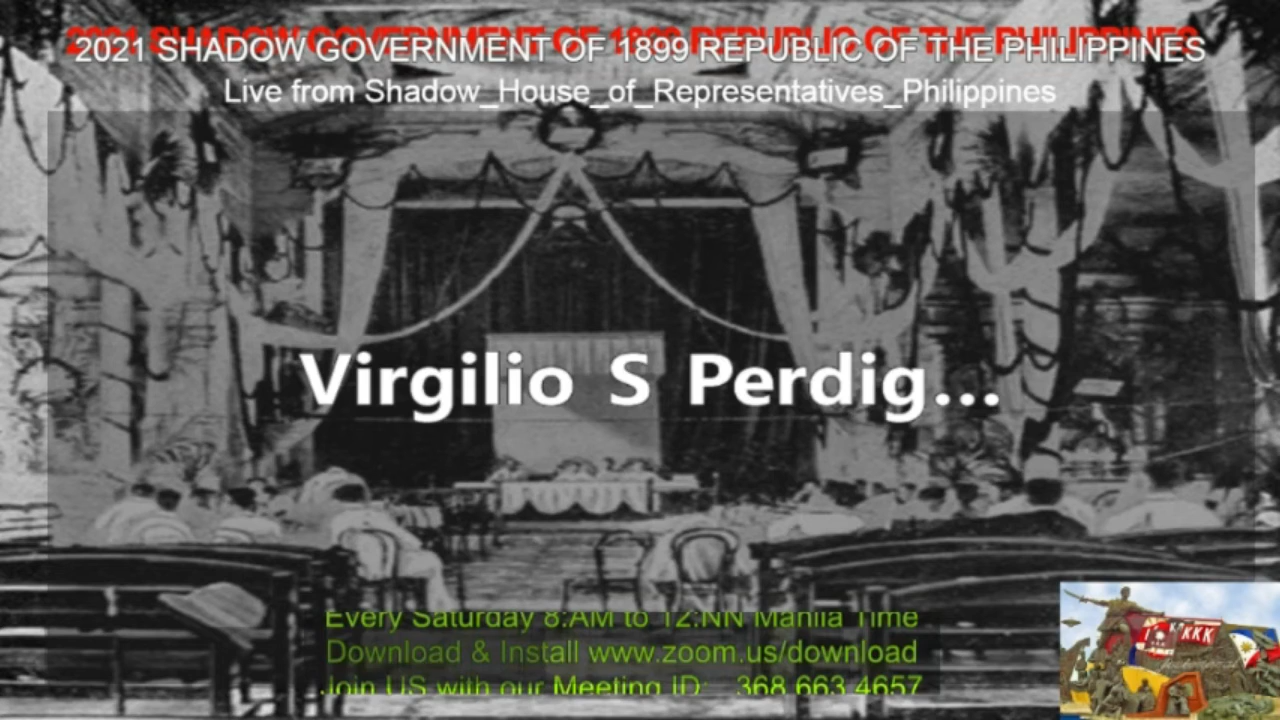 2021 SHADOW GOVERNMENT OF 1899 REPUBLIC OF THE PHILIPPINES
Live from Shadow_House_of_Representatives_Philippines
Virgilio S Perdig...
Every Saturday 8:AM to 12:NN Manila Time
Download & Install www.zoom.us/download
Join US with our Meeting ID: 368 663 4657
KKK